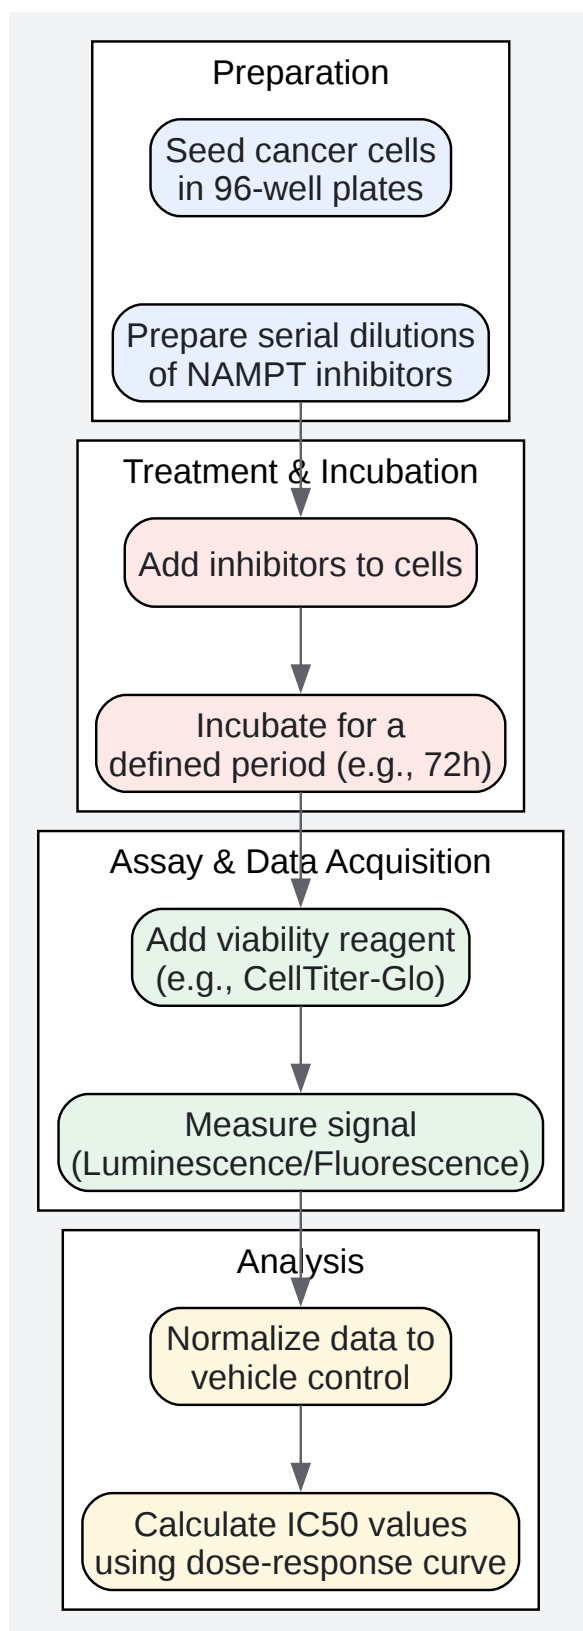 Preparation
Seed cancer cells
in 96-well plates
Prepare serial dilutions
of NAMPT inhibitors
Treatment & Incubation
Add inhibitors to cells
Incubate for a
defined period (e.g., 72h)
Assay & Data Acquisition
Add viability reagent
(e.g., CellTiter-Glo)
Measure signal
(Luminescence/Fluorescence)
Analysis
Normalize data to
vehicle control
Calculate IC50 values
using dose-response curve